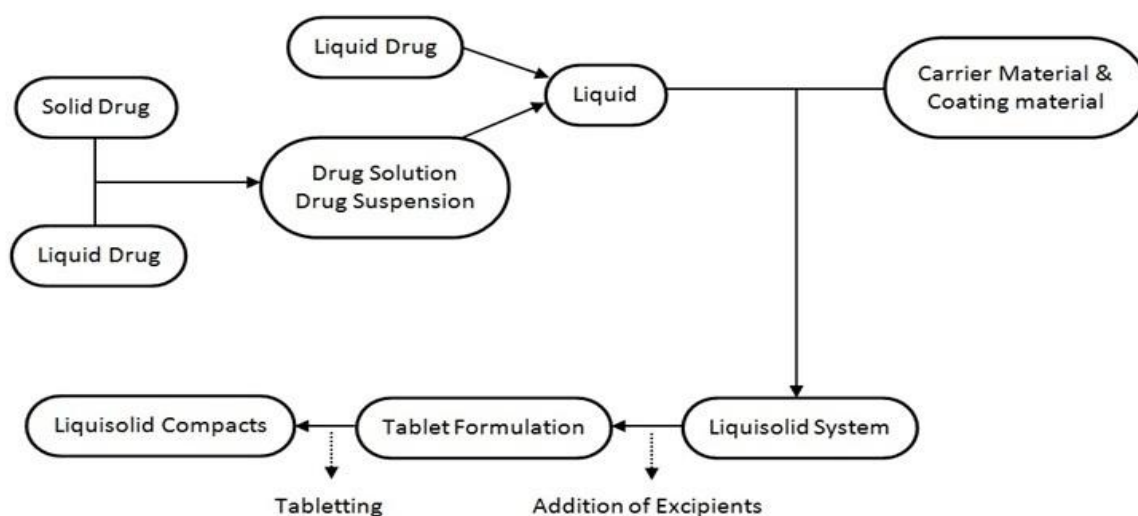 Liquid Drug
Solid Drug
Liquid
Carrier Material &
Coating material
Drug Solution
Drug Suspension
Liquid Drug
Liquisolid Compacts
Tablet Formulation
Liquisolid System
Tabletting
Addition of Excipients